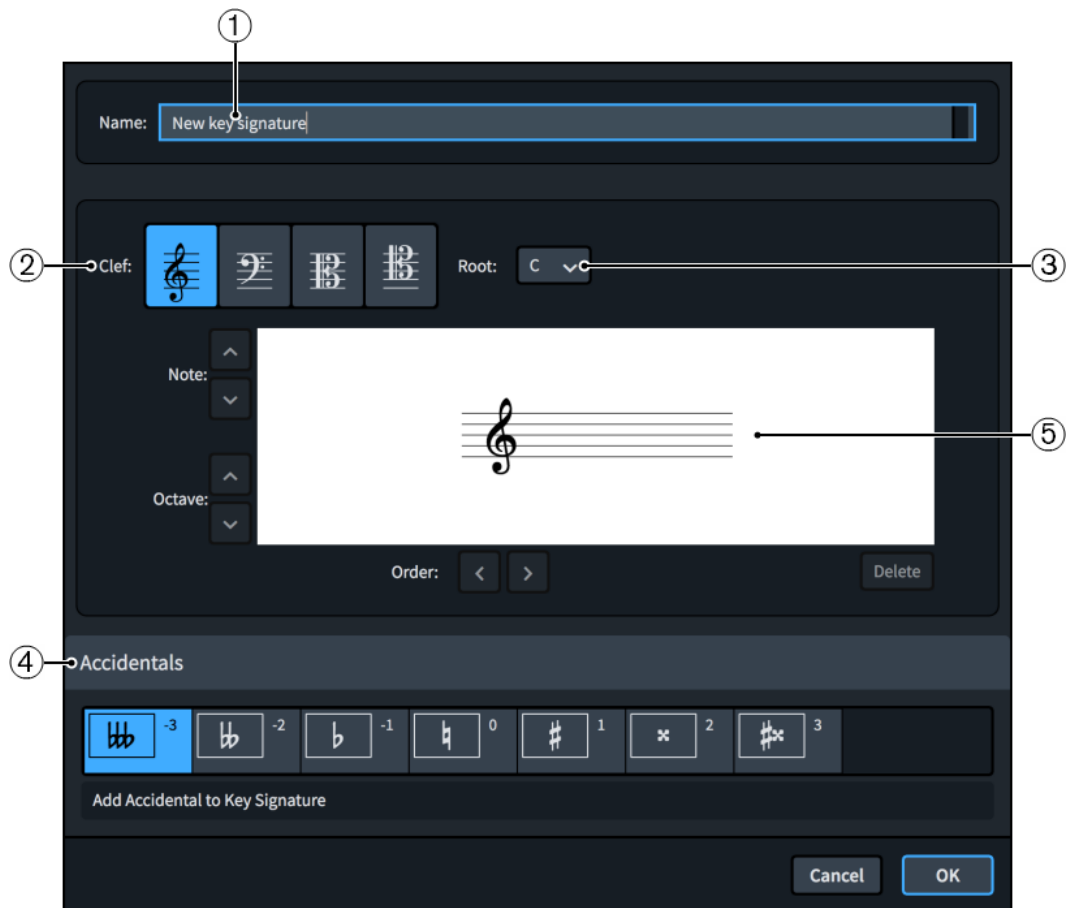 ①
Name: New key signature
② Clef: Root: C ③
Note:
⑤
Octave:
Order: Delete
④ Accidentals
-3 -2 -1 0 1 2 3
Add Accidental to Key Signature
Cancel OK